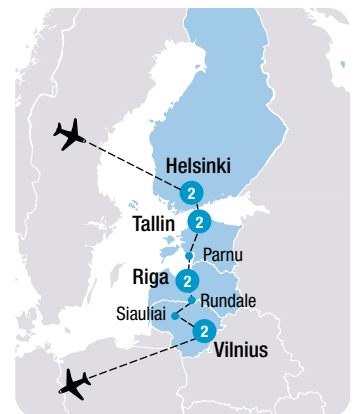 Helsinki
2
Tallin
2
Parnu
Riga
2
Rundale
Siauliai
2
Vilnius